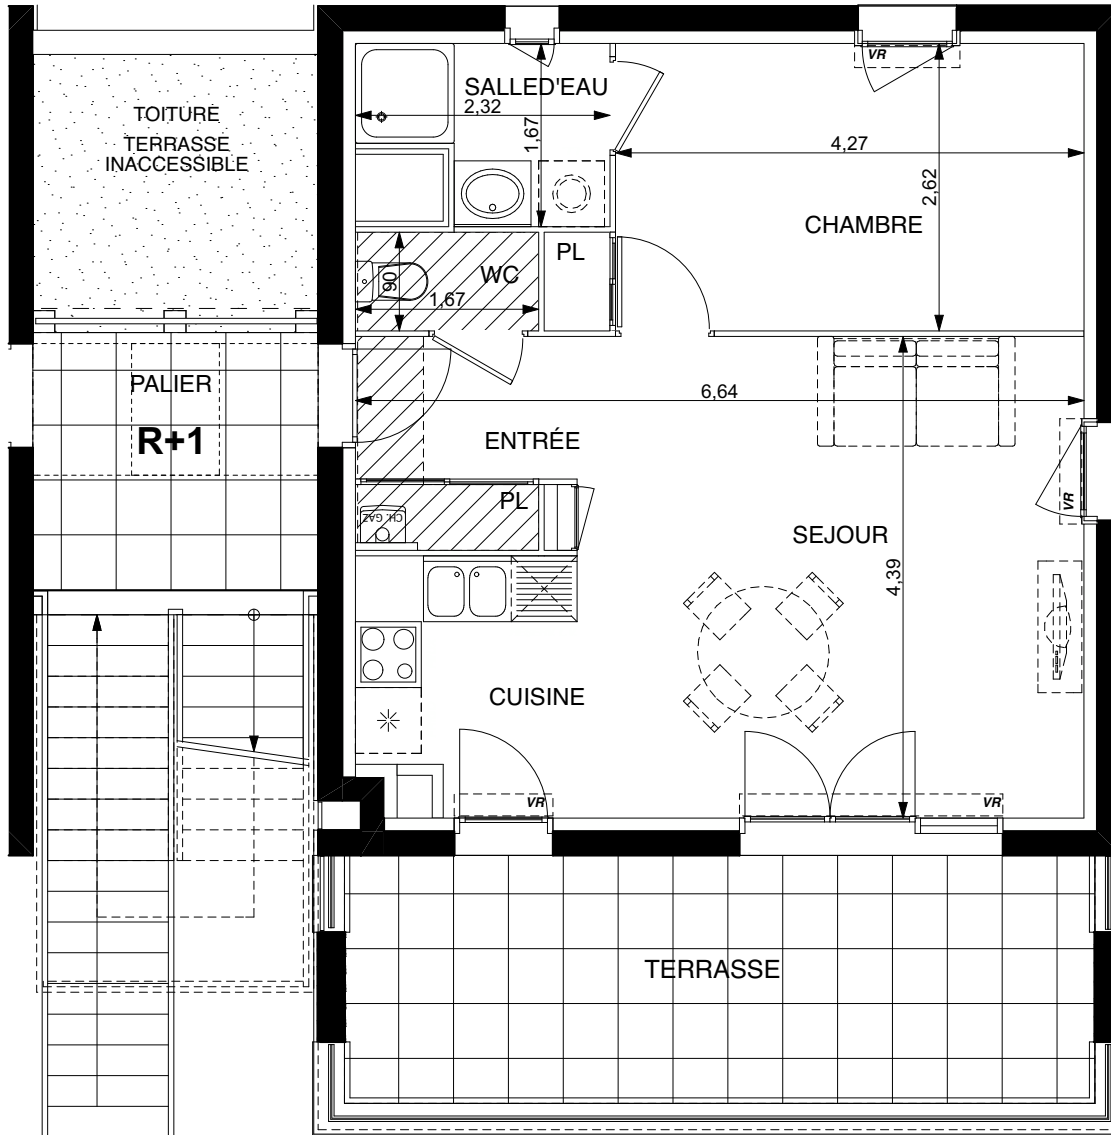 SALLED'EAU
2,32
1,67
VR
TOITURE
TERRASSE
INACCESSIBLE
4,27
2,62
CHAMBRE
PL
WC
90
1,67
PALIER
R+1
6,64
ENTRÉE
PL
CH. GAZ
VR
SEJOUR
4,39
CUISINE
VR
VR
TERRASSE